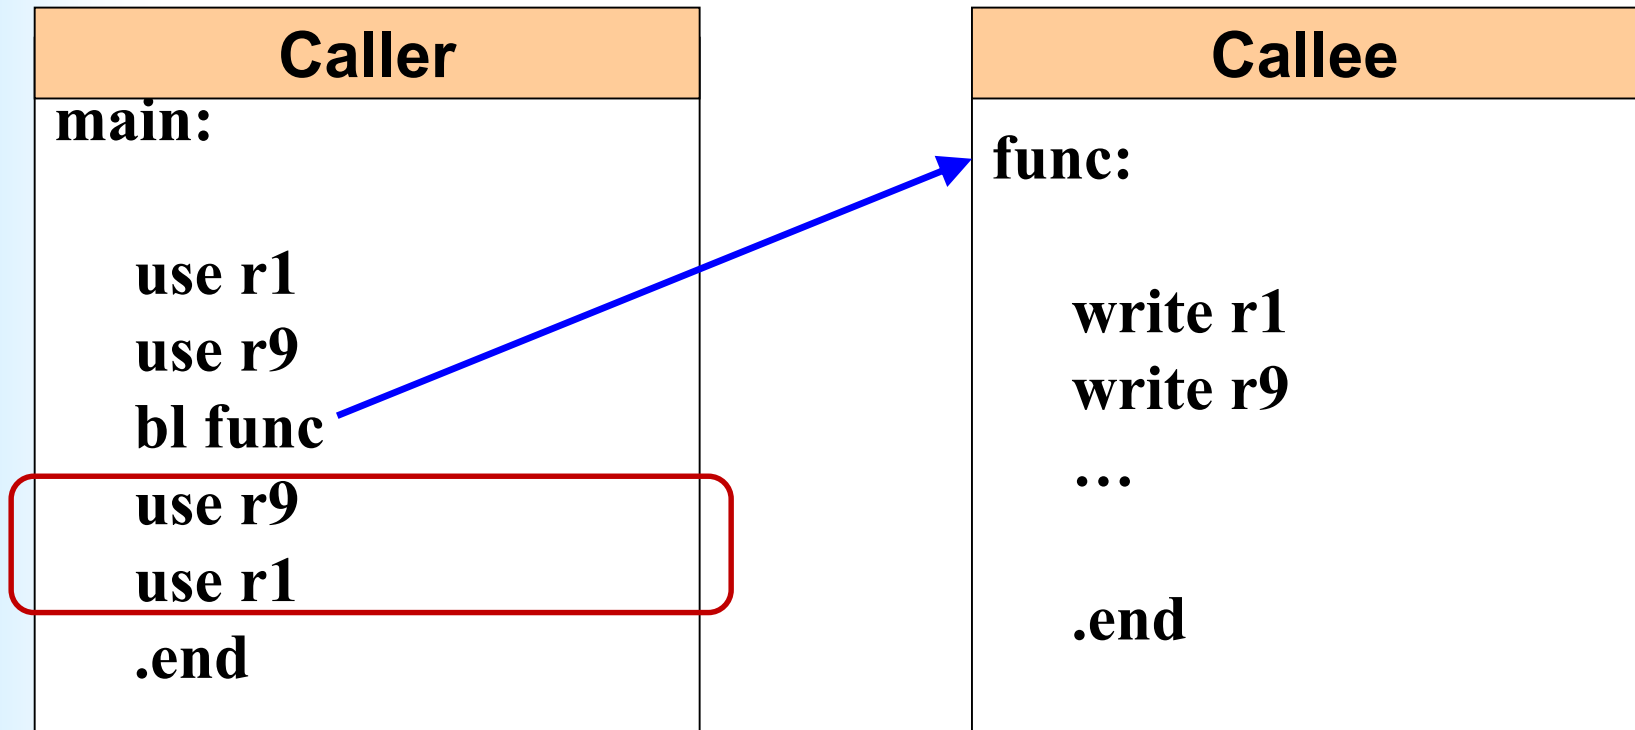 Caller
main:
use r1
use r9
bl func
use r9
use r1
.end
Callee
func:
write r1
write r9
…
.end